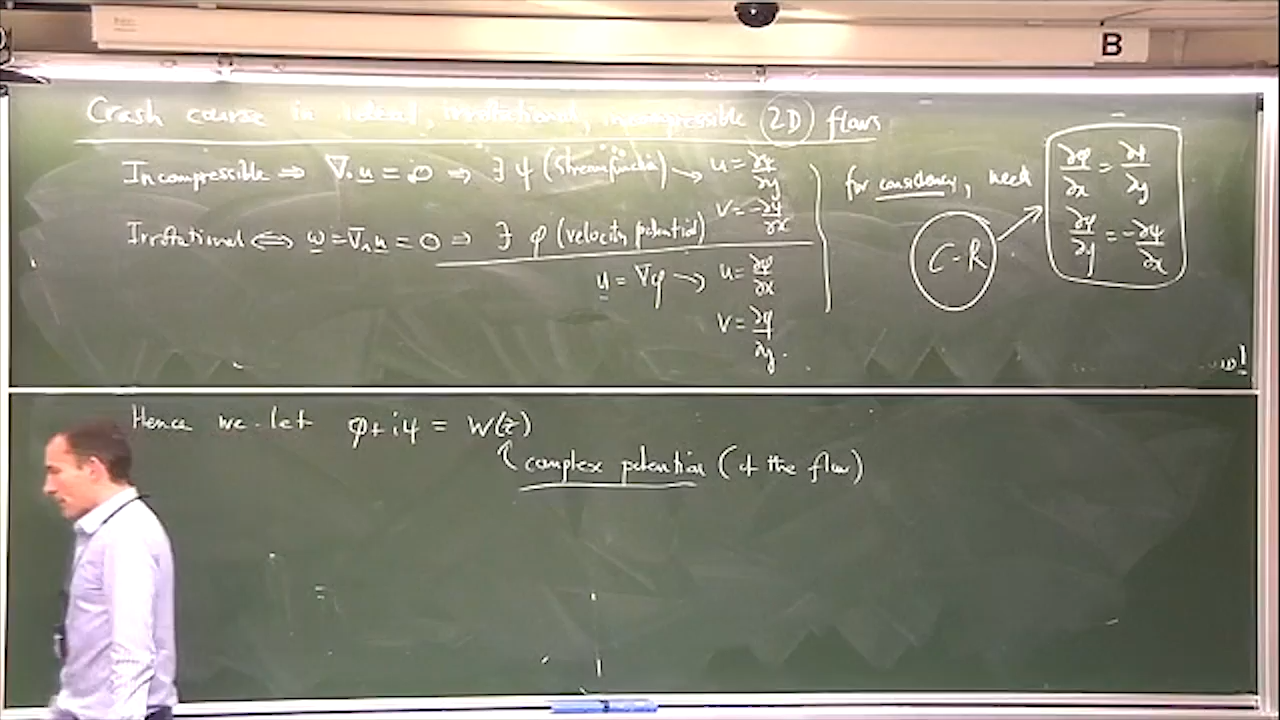 B
Crash course in ideal, irrotational, incompressible 2D flows
Incompressible ⇒ ∇·u = 0 ⇒ ∃ ψ (streamfunction) → u = ∂ψ/∂y
v = -∂ψ/∂x
Irrotational ⇔ ω = ∇∧u = 0 ⇒ ∃ φ (velocity potential)
u = ∇φ → u = ∂φ/∂x
v = ∂φ/∂y.
for consistency, need
C-R
∂φ/∂x = ∂ψ/∂y
∂φ/∂y = -∂ψ/∂x
Hence we let φ + iψ = W(z)
complex potential (of the flow)